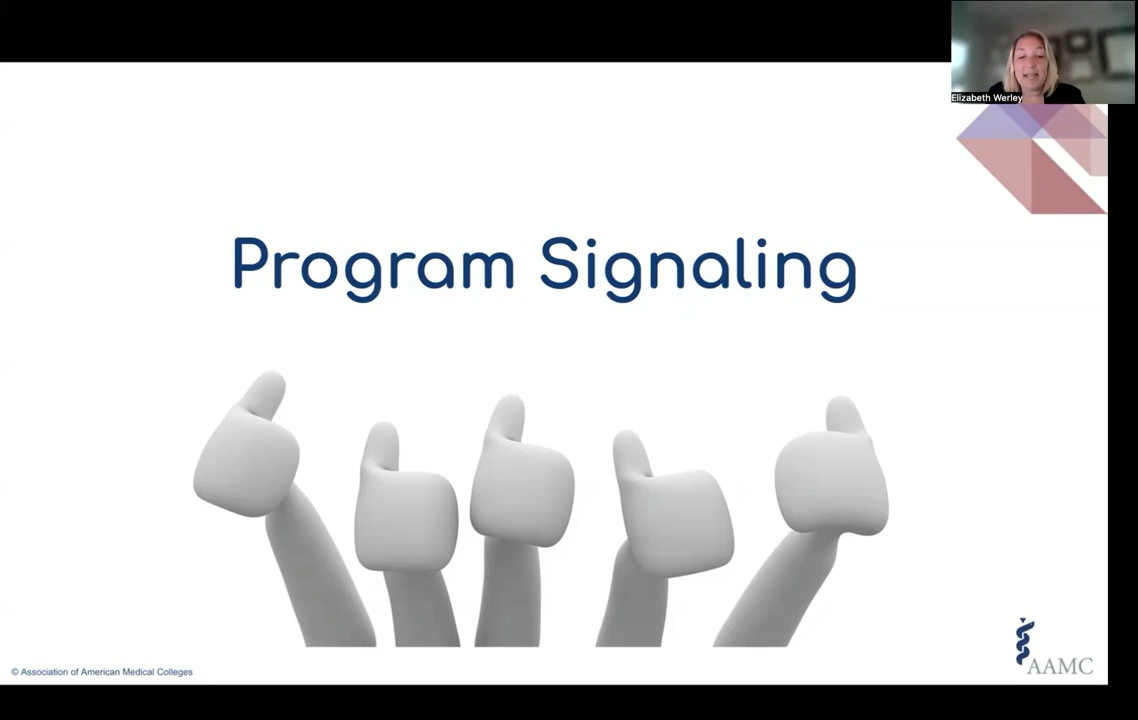 Elizabeth Werley
Program Signaling
© Association of American Medical Colleges
AAMC